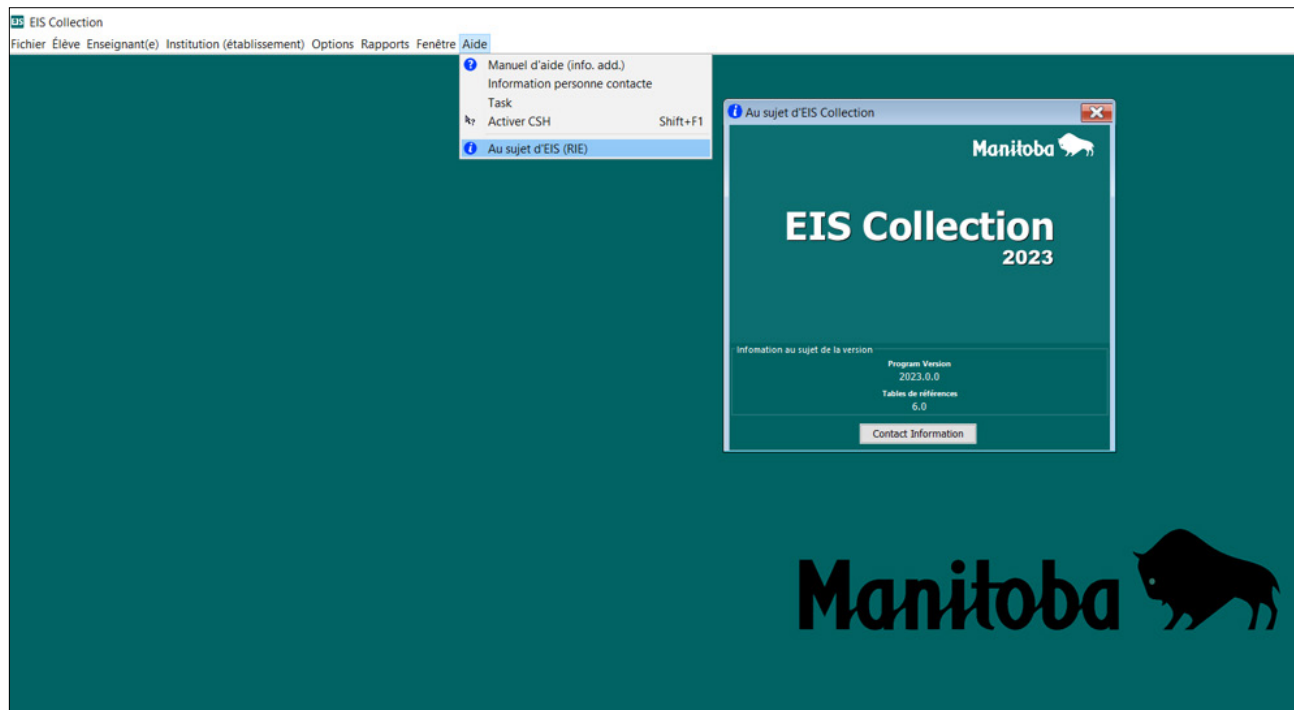 EIS EIS Collection
Fichier Élève Enseignant(e) Institution (établissement) Options Rapports Fenêtre Aide
Manuel d'aide (info. add.)
Information personne contacte
Task
Activer CSH Shift+F1
Au sujet d'EIS (RIE)
Au sujet d'EIS Collection
Manitoba
EIS Collection
2023
Infomation au sujet de la version
Program Version
2023.0.0
Tables de références
6.0
Contact Information
Manitoba